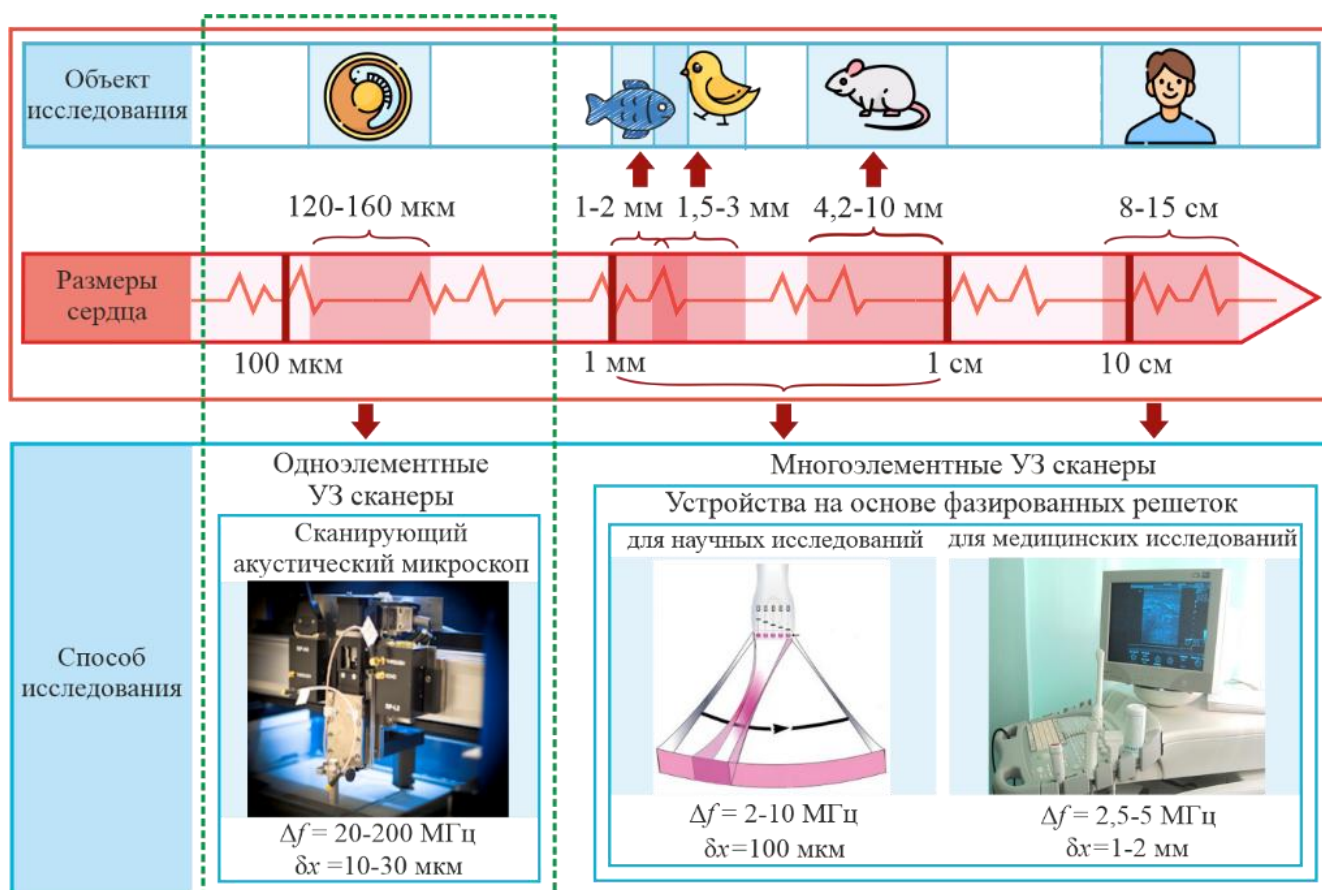 Объект
исследования
120-160 мкм
1-2 мм
1,5-3 мм
4,2-10 мм
8-15 см
Размеры
сердца
100 мкм
1 мм
1 см
10 см
Способ
исследования
Одноэлементные
УЗ сканеры
Сканирующий
акустический микроскоп
Δf = 20-200 МГц
δx =10-30 мкм
Многоэлементные УЗ сканеры
Устройства на основе фазированных решеток
для научных исследований
Δf = 2-10 МГц
δx=100 мкм
для медицинских исследований
Δf = 2,5-5 МГц
δx=1-2 мм